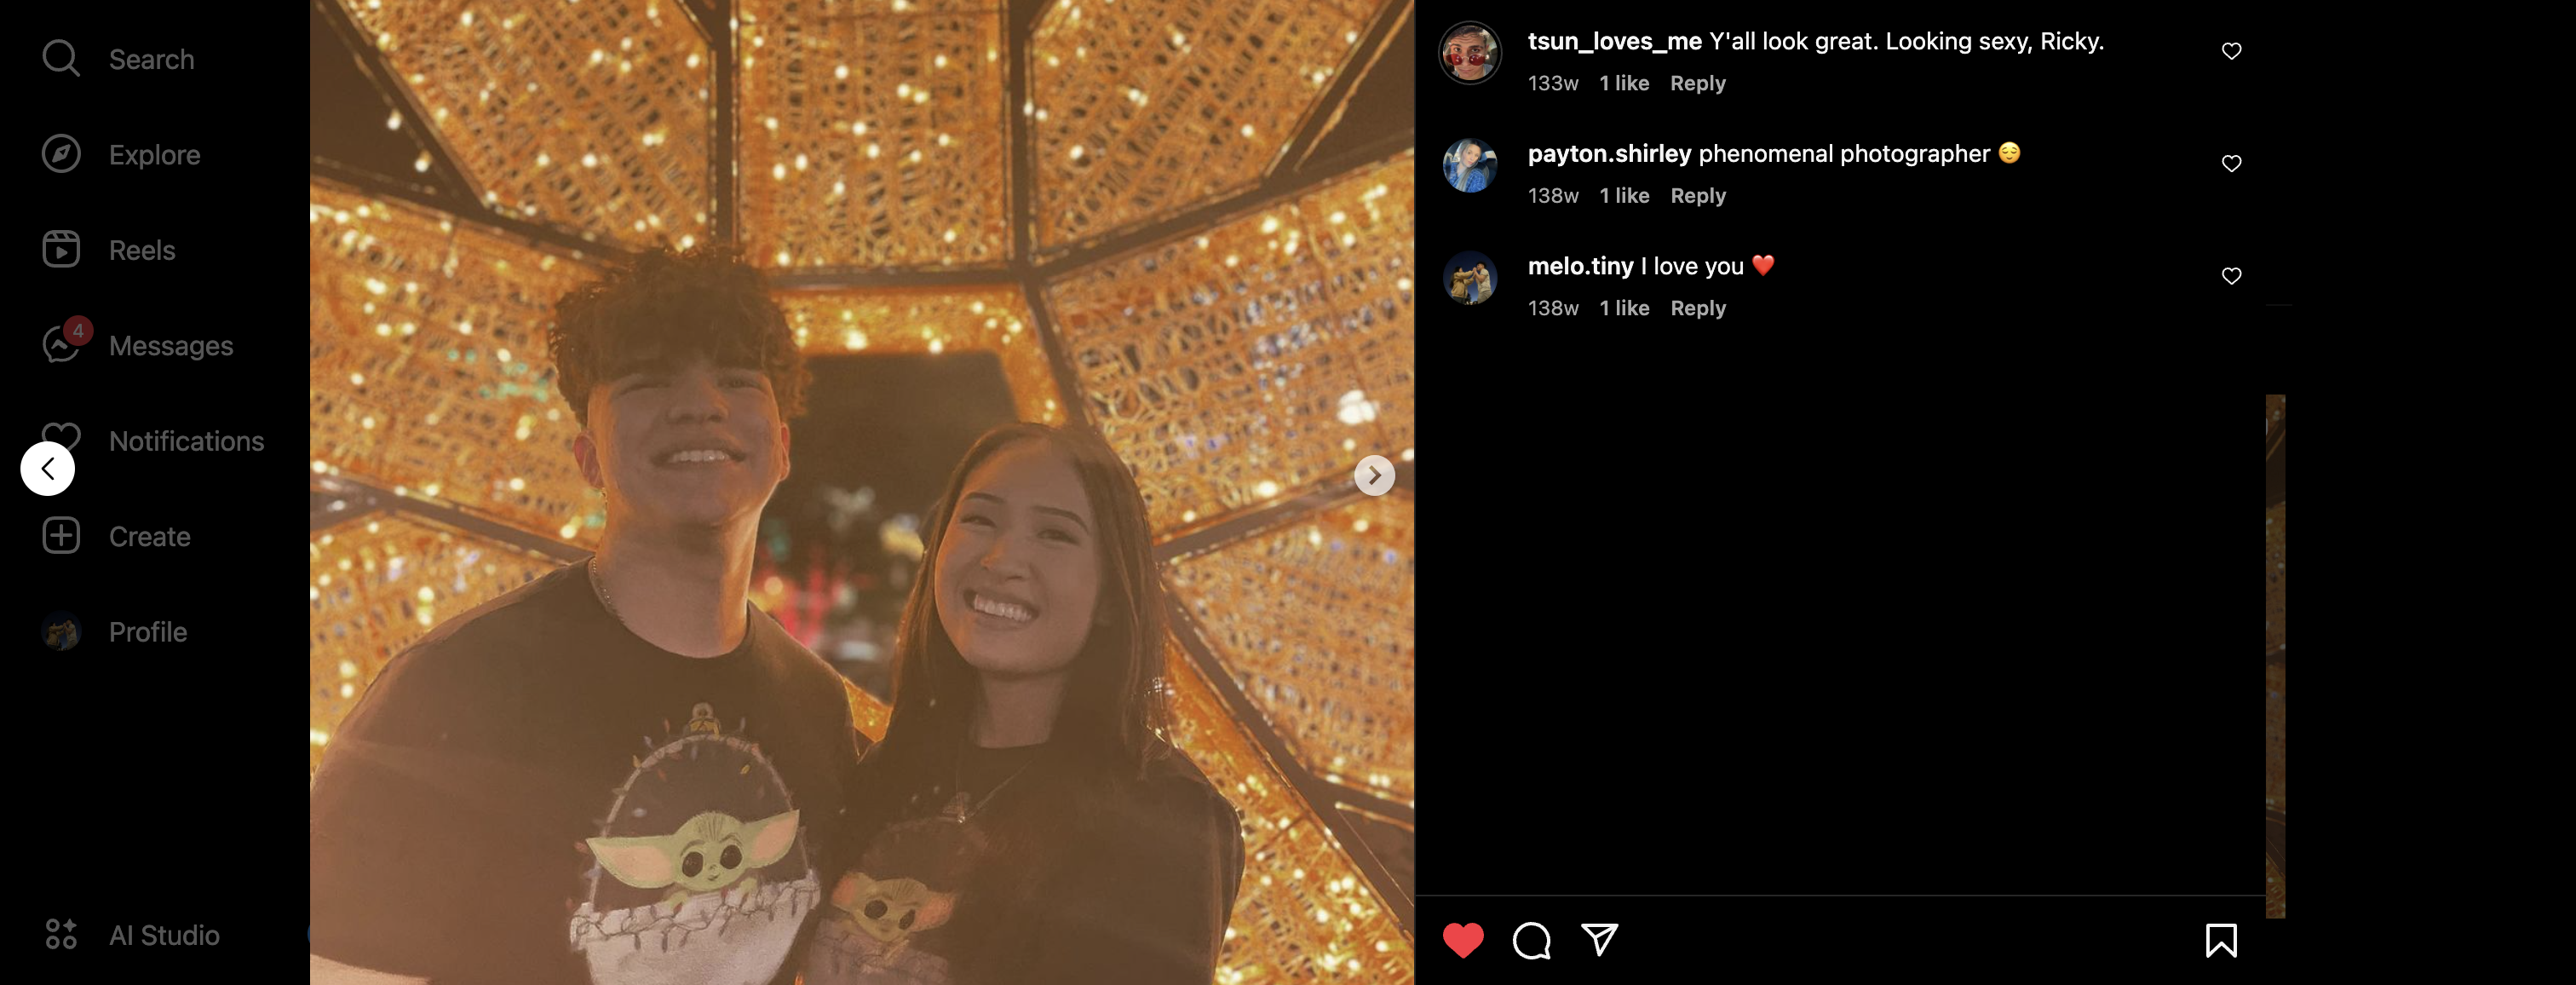 Search
Explore
Reels
4
Messages
Notifications
Create
Profile
AI Studio
tsun_loves_me Y'all look great. Looking sexy, Ricky.
133w 1 like Reply
payton.shirley phenomenal photographer 😌
138w 1 like Reply
melo.tiny I love you ❤️
138w 1 like Reply